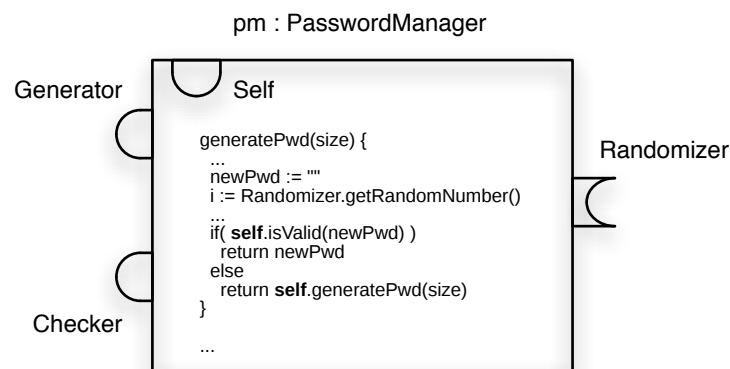 pm : PasswordManager
Generator
Self
generatePwd(size) {
...
newPwd := ""
i := Randomizer.getRandomNumber()
...
if( self.isValid(newPwd) )
return newPwd
else
return self.generatePwd(size)
}
...
Randomizer
Checker